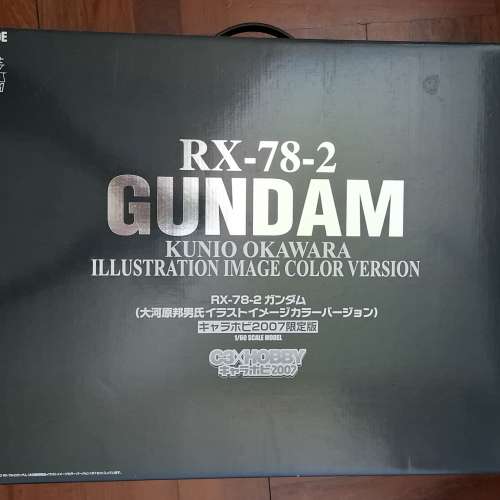 DE
RX-78-2
GUNDAM
KUNIO OKAWARA
ILLUSTRATION IMAGE COLOR VERSION
RX-78-2 ガンダム
(大河原邦男氏イラストイメージカラーバージョン)
キャラホビ2007限定版
1/60 SCALE MODEL
C3×HOBBY
キャラホビ2007